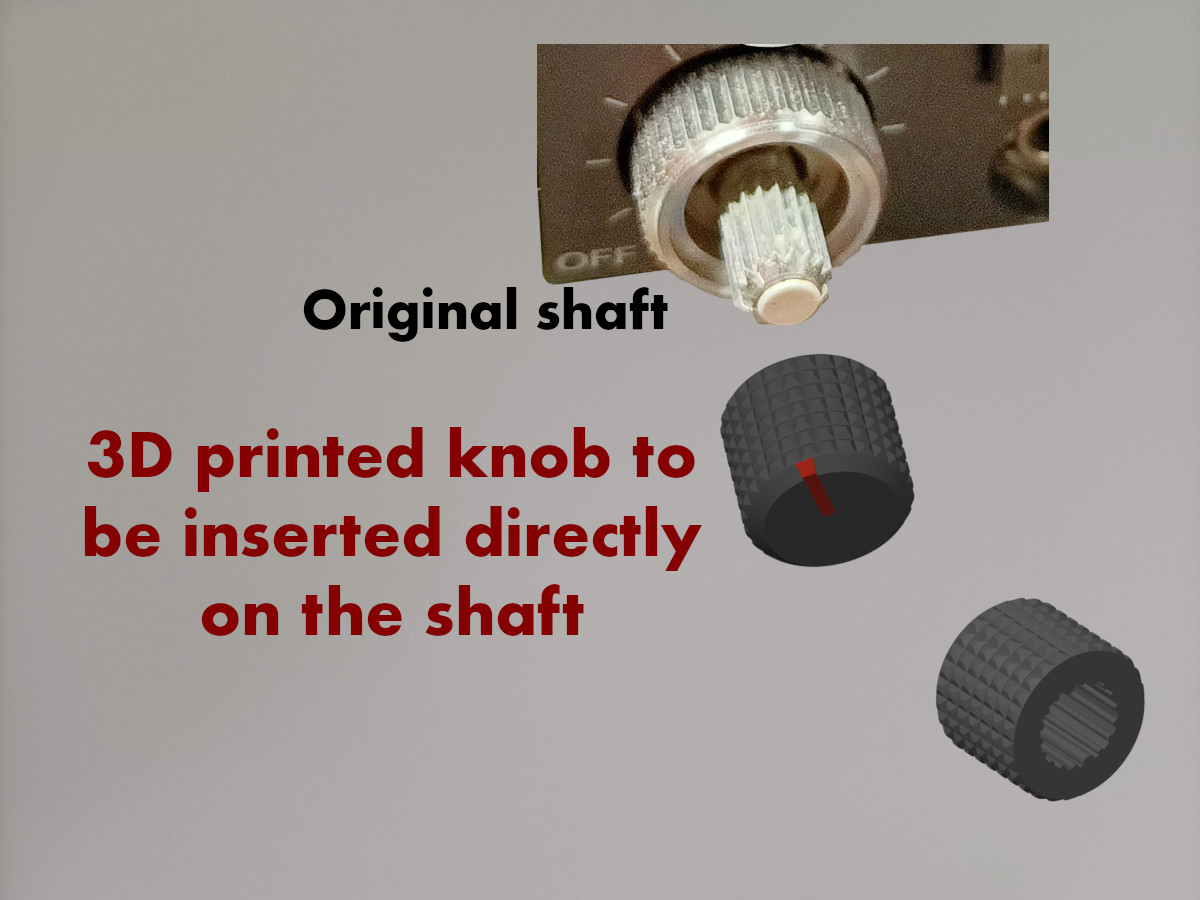 OFF
Original shaft
3D printed knob to
be inserted directly
on the shaft